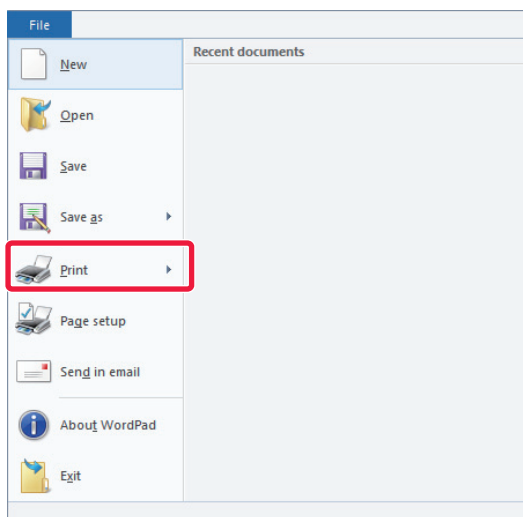 File
Recent documents
New
Open
Save
Save as
Print
Page setup
Send in email
About WordPad
Exit